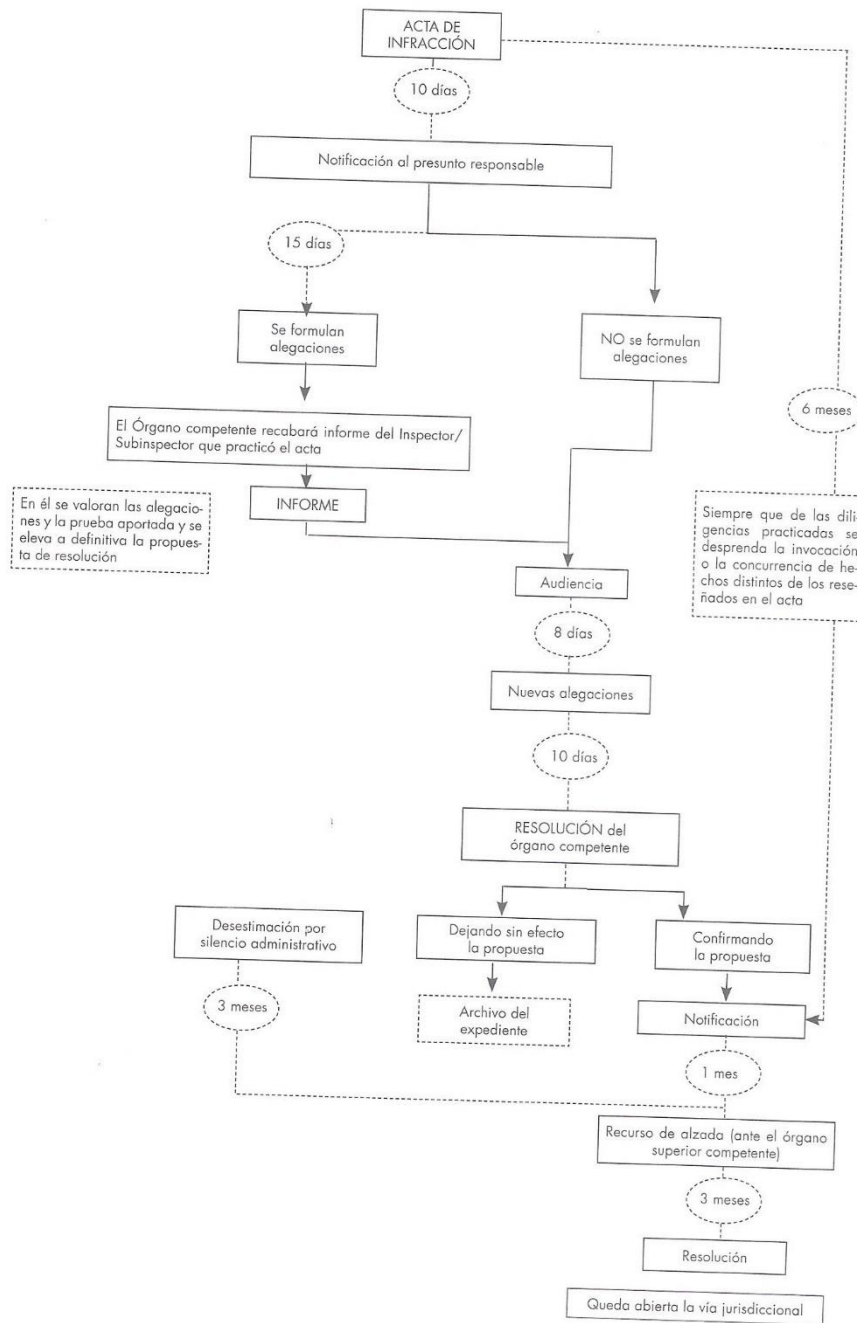 ACTA DE
INFRACCIÓN
10 días
Notificación al presunto responsable
15 días
Se formulan
alegaciones
NO se formulan
alegaciones
6 meses
El Órgano competente recabará informe del Inspector/
Subinspector que practicó el acta
INFORME
En él se valoran las alegacio-
nes y la prueba aportada y se
eleva a definitiva la propues-
ta de resolución
Siempre que de las dili-
gencias practicadas se
desprenda la invocación
o la concurrencia de he-
chos distintos de los rese-
ñados en el acta
Audiencia
8 días
Nuevas alegaciones
10 días
RESOLUCIÓN del
órgano competente
Desestimación por
silencio administrativo
Dejando sin efecto
la propuesta
Confirmando
la propuesta
3 meses
Archivo del
expediente
Notificación
1 mes
Recurso de alzada (ante el órgano
superior competente)
3 meses
Resolución
Queda abierta la vía jurisdiccional